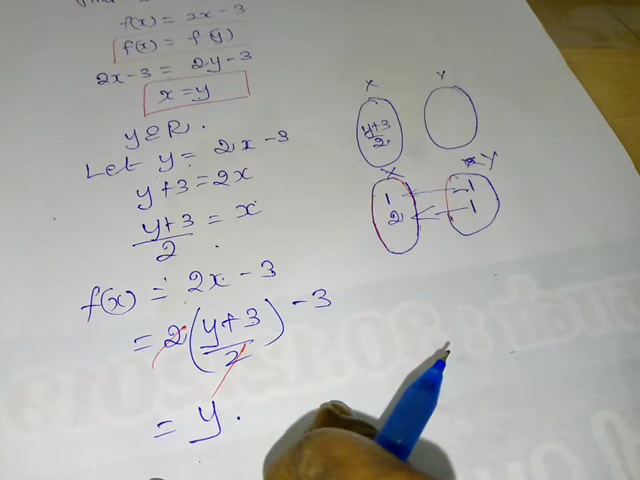 f(x) = 2x - 3
f(x) = f(y)
2x - 3 = 2y - 3
x = y
y ∈ R.
Let y = 2x - 3
y + 3 = 2x
(y+3)/2 = x.
f(x) = 2x - 3
= 2((y+3)/2) - 3
= y.
X Y
(y+3)/2
X Y
1 1
2 1